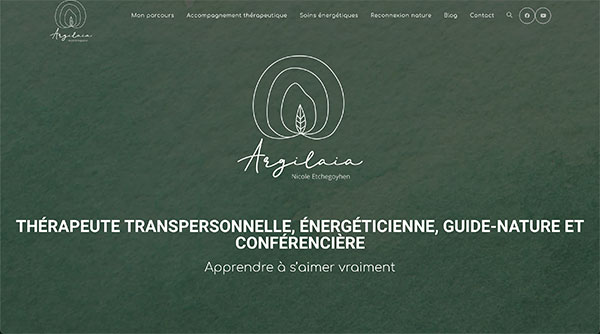 Mon parcours Accompagnement thérapeutique Soins énergétiques Reconnexion nature Blog Contact
Argilaia
Argilaia
Nicole Etchegoyhen
THÉRAPEUTE TRANSPERSONNELLE, ÉNERGÉTICIENNE, GUIDE-NATURE ET
CONFÉRENCIÈRE
Apprendre à s'aimer vraiment